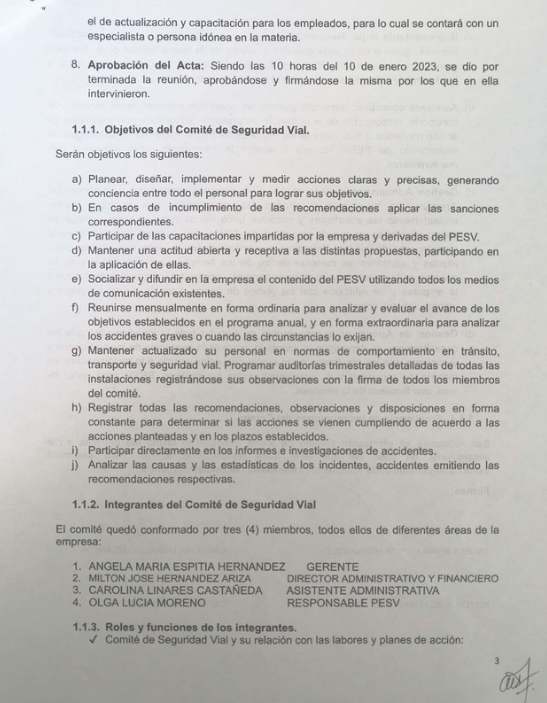 el de actualización y capacitación para los empleados, para lo cual se contará con un
especialista o persona idónea en la materia.
8. Aprobación del Acta: Siendo las 10 horas del 10 de enero 2023, se dio por
terminada la reunión, aprobándose y firmándose la misma por los que en ella
intervinieron.
1.1.1. Objetivos del Comité de Seguridad Vial.
Serán objetivos los siguientes:
a) Planear, diseñar, implementar y medir acciones claras y precisas, generando
conciencia entre todo el personal para lograr sus objetivos.
b) En casos de incumplimiento de las recomendaciones aplicar las sanciones
correspondientes.
c) Participar de las capacitaciones impartidas por la empresa y derivadas del PESV.
d) Mantener una actitud abierta y receptiva a las distintas propuestas, participando en
la aplicación de ellas.
e) Socializar y difundir en la empresa el contenido del PESV utilizando todos los medios
de comunicación existentes.
f) Reunirse mensualmente en forma ordinaria para analizar y evaluar el avance de los
objetivos establecidos en el programa anual, y en forma extraordinaria para analizar
los accidentes graves o cuando las circunstancias lo exijan.
g) Mantener actualizado su personal en normas de comportamiento en tránsito,
transporte y seguridad vial. Programar auditorías trimestrales detalladas de todas las
instalaciones registrándose sus observaciones con la firma de todos los miembros
del comité.
h) Registrar todas las recomendaciones, observaciones y disposiciones en forma
constante para determinar si las acciones se vienen cumpliendo de acuerdo a las
acciones planteadas y en los plazos establecidos.
i) Participar directamente en los informes e investigaciones de accidentes.
j) Analizar las causas y las estadísticas de los incidentes, accidentes emitiendo las
recomendaciones respectivas.
1.1.2. Integrantes del Comité de Seguridad Vial
El comité quedó conformado por tres (4) miembros, todos ellos de diferentes áreas de la
empresa:
1. ANGELA MARIA ESPITIA HERNANDEZ GERENTE
2. MILTON JOSE HERNANDEZ ARIZA DIRECTOR ADMINISTRATIVO Y FINANCIERO
3. CAROLINA LINARES CASTAÑEDA ASISTENTE ADMINISTRATIVA
4. OLGA LUCIA MORENO RESPONSABLE PESV
1.1.3. Roles y funciones de los integrantes.
✓ Comité de Seguridad Vial y su relación con las labores y planes de acción:
3